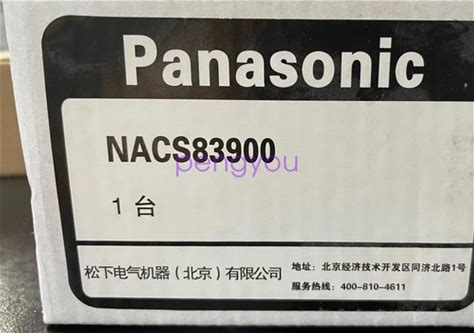 Panasonic
NACS83900
pengyou
1 台
松下电气机器（北京）有限公司
地址：北京经济技术开发区同济北路1号
服务热线：400-810-4611